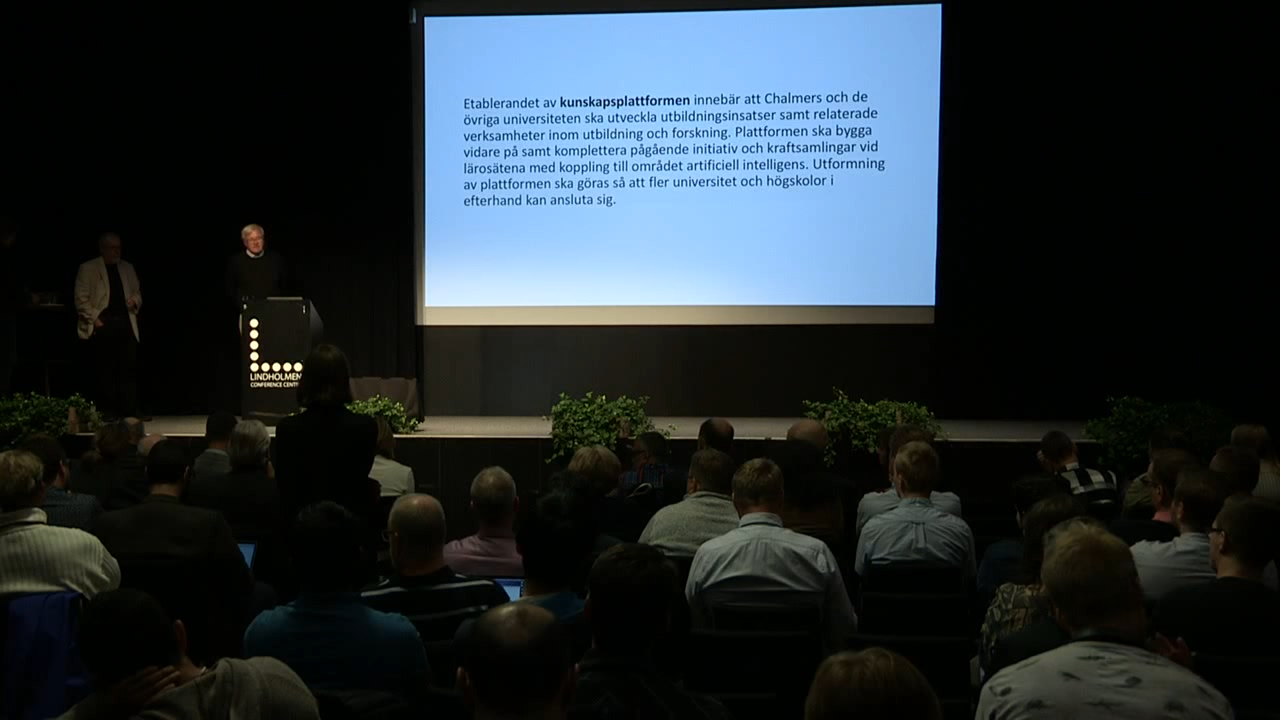 Etablerandet av kunskapsplattformen innebär att Chalmers och de
övriga universiteten ska utveckla utbildningsinsatser samt relaterade
verksamheter inom utbildning och forskning. Plattformen ska bygga
vidare på samt komplettera pågående initiativ och kraftsamlingar vid
lärosätena med koppling till området artificiell intelligens. Utformning
av plattformen ska göras så att fler universitet och högskolor i
efterhand kan ansluta sig.
LINDHOLMEN
CONFERENCE CENTRE